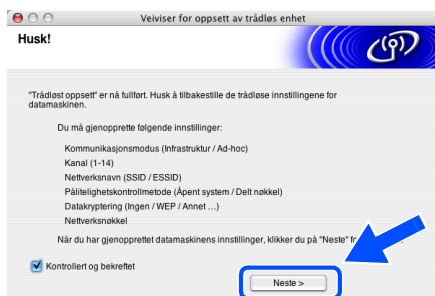 Veiviser for oppsett av trådløs enhet
Husk!
"Trådløst oppsett" er nå fullført. Husk å tilbakestille de trådløse innstillingene for
datamaskinen.
Du må gjenopprette følgende innstillinger:
Kommunikasjonsmodus (Infrastruktur / Ad-hoc)
Kanal (1-14)
Nettverksnavn (SSID / ESSID)
Pålitelighetskontrollmetode (Åpent system / Delt nøkkel)
Datakryptering (Ingen / WEP / Annet ...)
Nettverksnøkkel
Når du har gjenopprettet datamaskinens innstillinger, klikker du på "Neste"
Kontrollert og bekreftet
Neste >